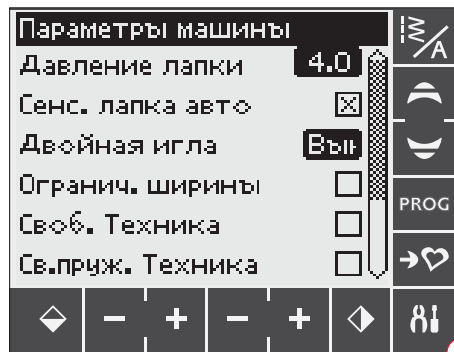 Параметры машины
Давление лапки 4.0
Сенс. лапка авто
Двойная игла Вык
Огранич. ширины
Своб. Техника
Св.пруж. Техника
A
PROG